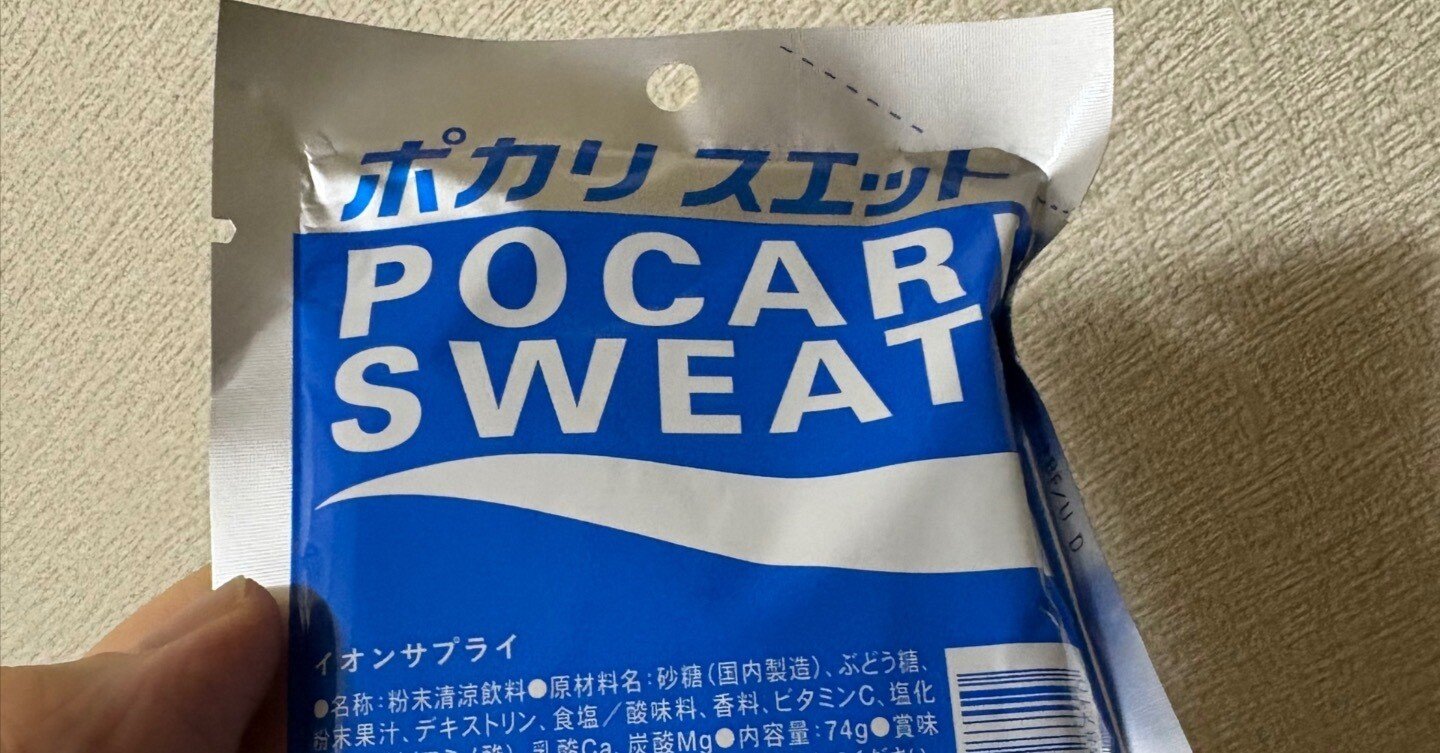 ポカリスエット
POCAR
SWEAT
イオンサプライ
●名称:粉末清涼飲料●原材料名:砂糖(国内製造)、ぶどう糖、
粉末果汁、デキストリン、食塩/酸味料、香料、ビタミンC、塩化
酸)、乳酸Ca、炭酸Mg●内容量:74g●賞味